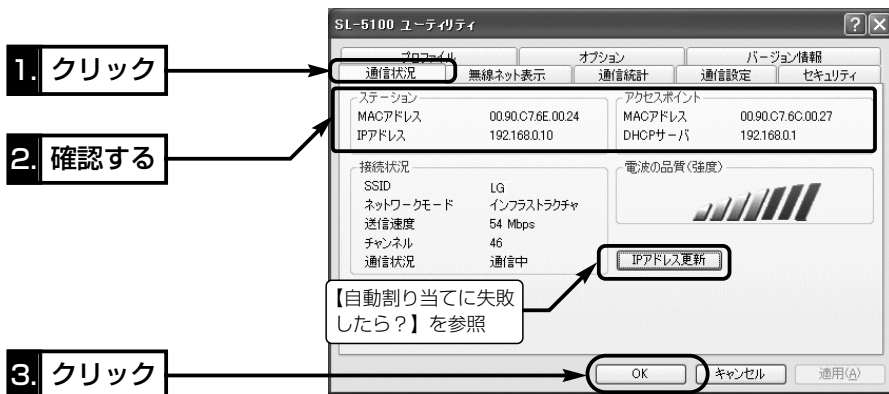 SL-5100 ユーティリティ
1. クリック
プロファイル オプション バージョン情報
通信状況 無線ネット表示 通信統計 通信設定 セキュリティ
2. 確認する
ステーション
MACアドレス 00.90.C7.6E.00.24
IPアドレス 192.168.0.10
アクセスポイント
MACアドレス 00.90.C7.6C.00.27
DHCPサーバ 192.168.0.1
接続状況
SSID LG
ネットワークモード インフラストラクチャ
送信速度 54 Mbps
チャンネル 46
通信状況 通信中
電波の品質(強度)
IPアドレス更新
【自動割り当てに失敗
したら?】を参照
3. クリック
OK キャンセル 適用(A)